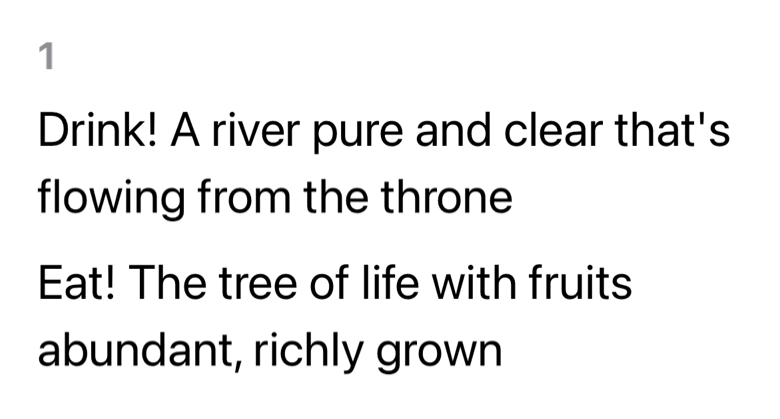 1
Drink! A river pure and clear that's
flowing from the throne
Eat! The tree of life with fruits
abundant, richly grown